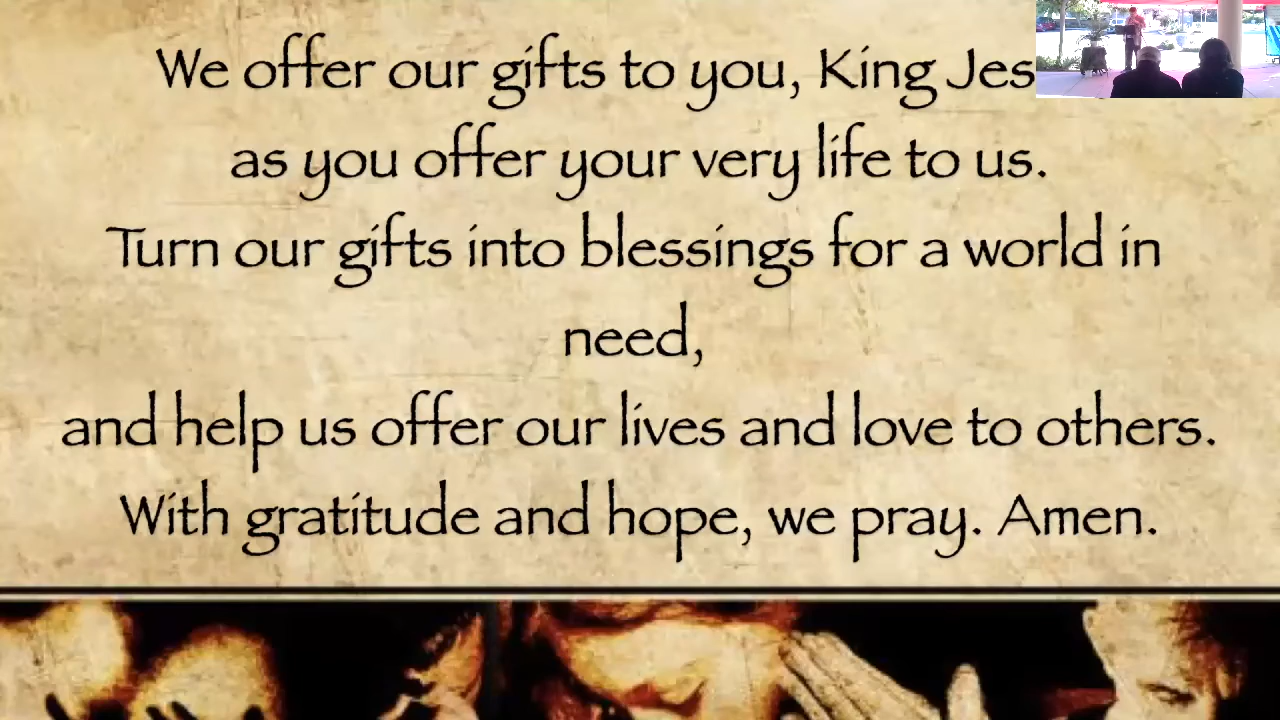 We offer our gifts to you, King Jes
as you offer your very life to us.
Turn our gifts into blessings for a world in
need,
and help us offer our lives and love to others.
With gratitude and hope, we pray. Amen.